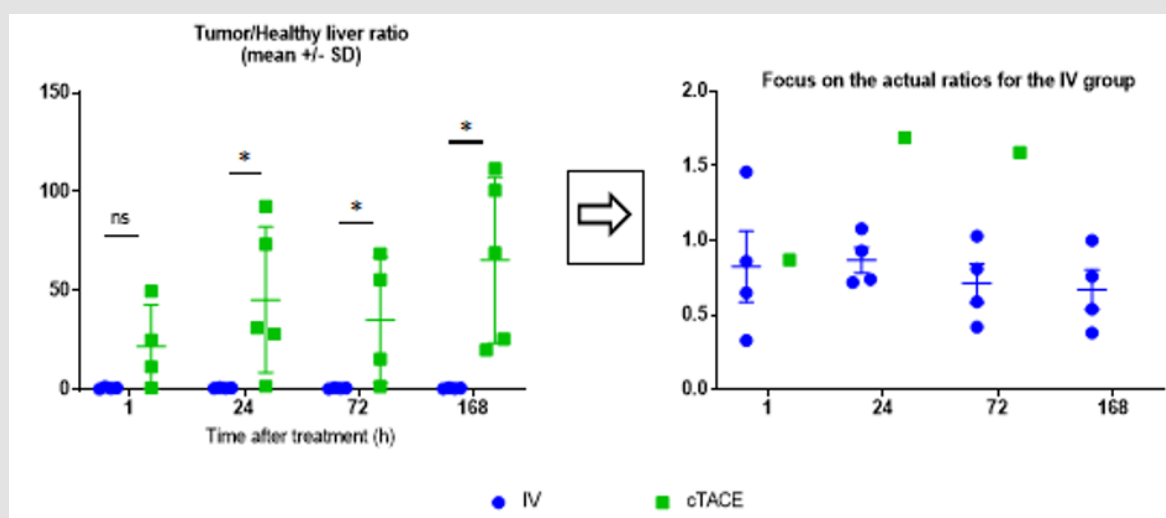 Tumor/Healthy liver ratio
(mean +/- SD)
150
100
50
0
ns
*
*
*
1 24 72 168
Time after treatment (h)
Focus on the actual ratios for the IV group
2.0
1.5
1.0
0.5
0.0
1 24 72 168
IV cTACE